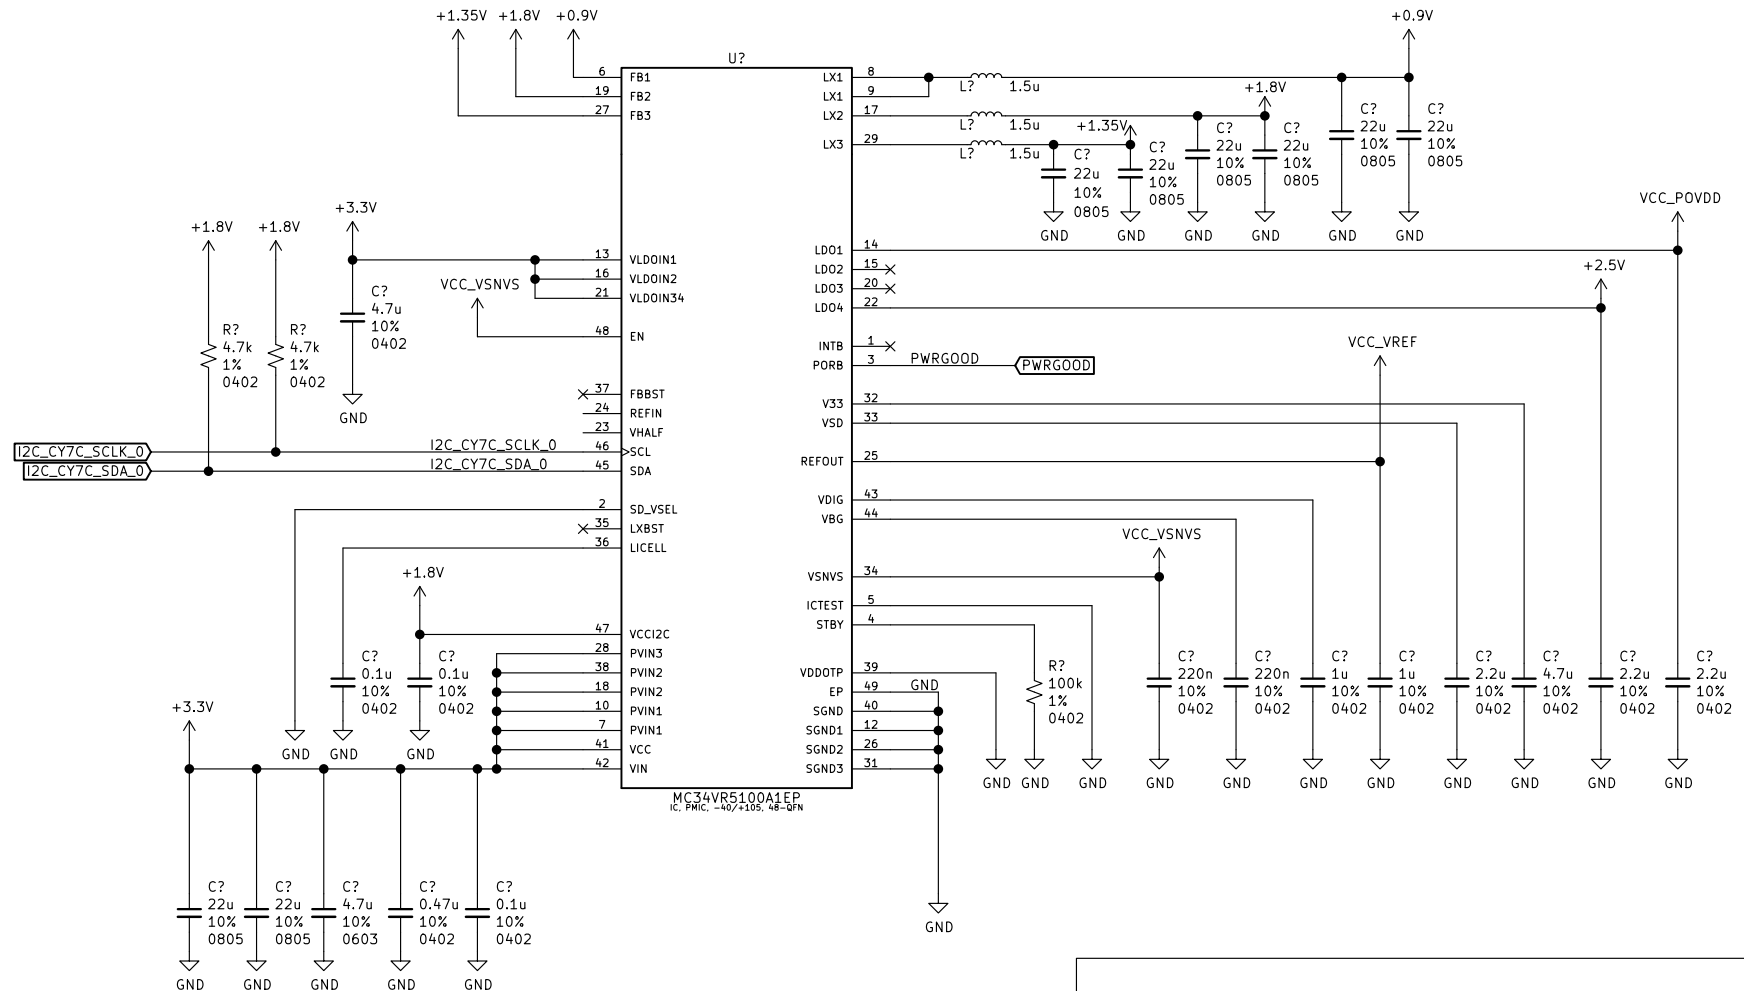 +1.35V +1.8V +0.9V
+0.9V
U?
6 FB1
19 FB2
27 FB3
LX1 8
LX1 9
LX2 17
LX3 29
L? 1.5u
L? 1.5u
L? 1.5u
+1.8V
+1.35V
C?
22u
10%
0805
C?
22u
10%
0805
C?
22u
10%
0805
C?
22u
10%
0805
C?
22u
10%
0805
C?
22u
10%
0805
GND GND GND GND GND GND
VCC_POVDD
+3.3V
+1.8V +1.8V
13 VLDOIN1
16 VLDOIN2
21 VLDOIN34
VCC_VSNVS
48 EN
C?
4.7u
10%
0402
GND
R?
4.7k
1%
0402
R?
4.7k
1%
0402
LDO1 14
LDO2 15
LDO3 20
LDO4 22
+2.5V
INTB 1
PORB 3 PWRGOOD PWRGOOD
VCC_VREF
37 FBBST
24 REFIN
23 VHALF
I2C_CY7C_SCLK_0 I2C_CY7C_SCLK_0 46 SCL
I2C_CY7C_SDA_0 I2C_CY7C_SDA_0 45 SDA
V33 32
VSD 33
REFOUT 25
VDIG 43
VBG 44
2 SD_VSEL
35 LXBST
36 LICELL
VCC_VSNVS
VSNVS 34
ICTEST 5
STBY 4
+1.8V
47 VCCI2C
28 PVIN3
38 PVIN2
18 PVIN2
10 PVIN1
7 PVIN1
41 VCC
42 VIN
VDDOTP 39
EP 49 GND
SGND 40
SGND1 12
SGND2 26
SGND3 31
C?
0.1u
10%
0402
C?
0.1u
10%
0402
GND GND GND
R?
100k
1%
0402
C?
220n
10%
0402
C?
220n
10%
0402
C?
1u
10%
0402
C?
1u
10%
0402
C?
2.2u
10%
0402
C?
4.7u
10%
0402
C?
2.2u
10%
0402
C?
2.2u
10%
0402
GND GND GND GND GND GND GND GND GND GND GND
+3.3V
MC34VR5100A1EP
IC, PMIC, -40/+105, 48-QFN
C?
22u
10%
0805
C?
22u
10%
0805
C?
4.7u
10%
0603
C?
0.47u
10%
0402
C?
0.1u
10%
0402
GND
GND GND GND GND GND